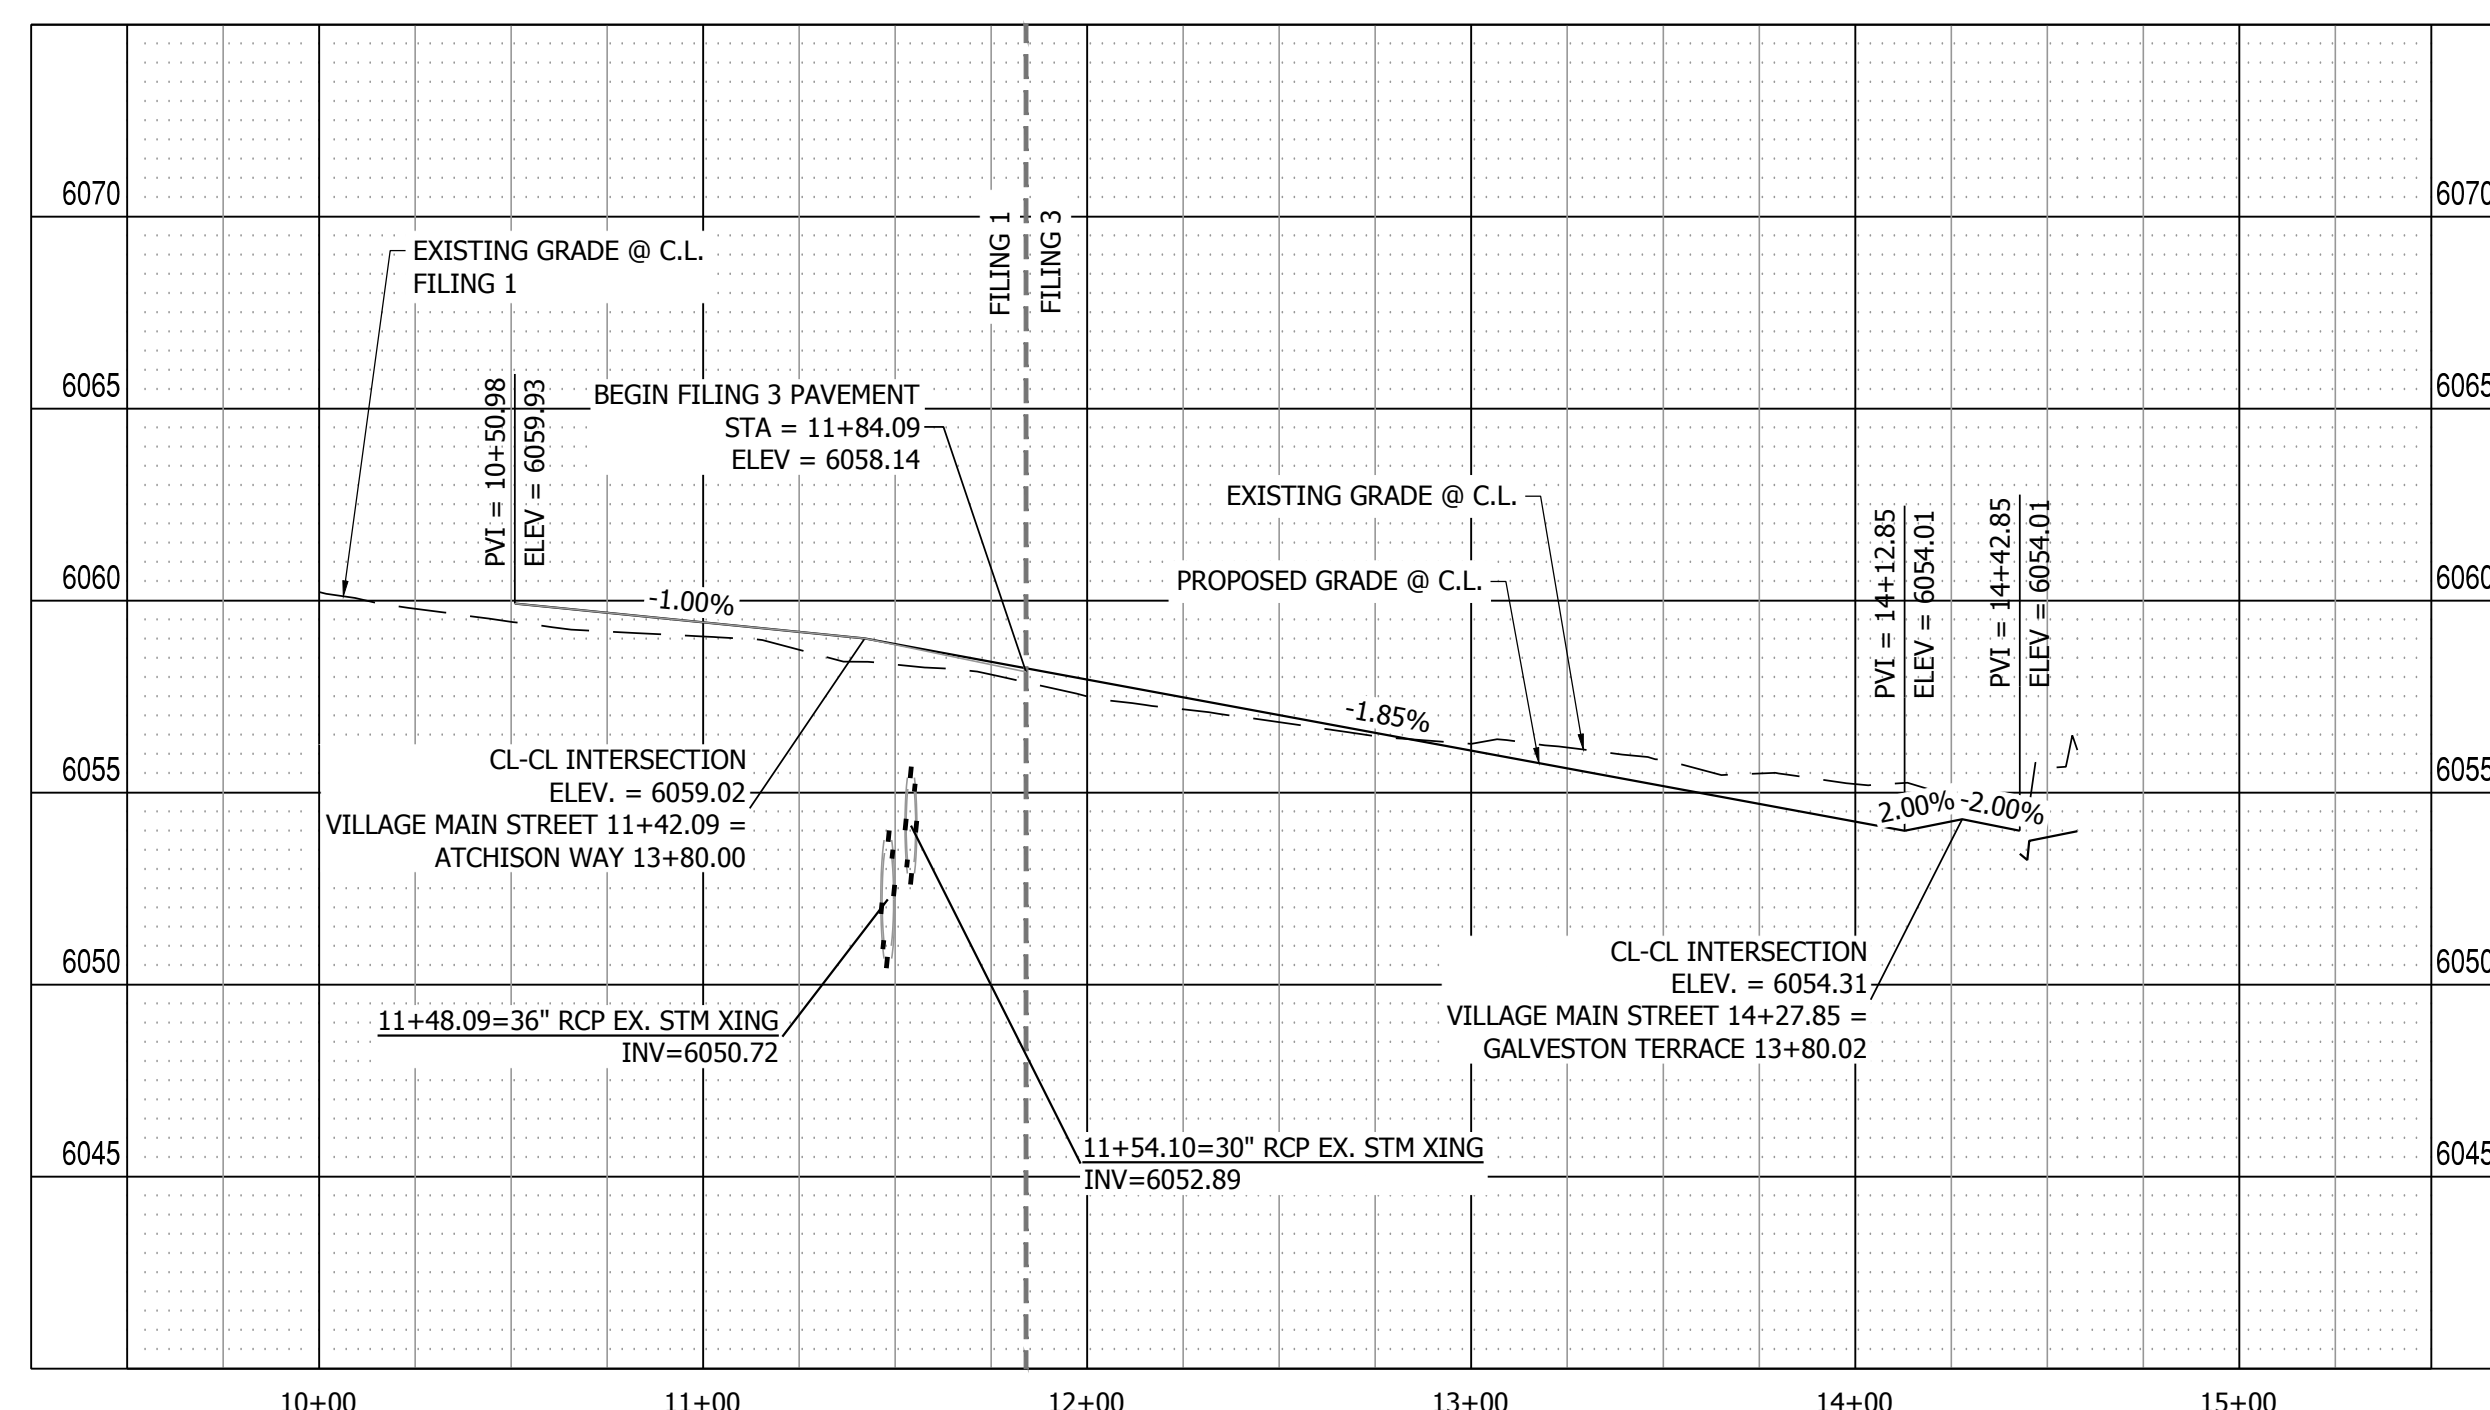 6070
6070
EXISTING GRADE @ C.L.
FILING 1
FILING 1
FILING 3
6065
6065
PVI = 10+50.98
ELEV = 6059.93
BEGIN FILING 3 PAVEMENT
STA = 11+84.09
ELEV = 6058.14
EXISTING GRADE @ C.L.
PROPOSED GRADE @ C.L.
PVI = 14+12.85
ELEV = 6054.01
PVI = 14+42.85
ELEV = 6054.01
6060
6060
-1.00%
-1.85%
6055
6055
2.00%
-2.00%
CL-CL INTERSECTION
ELEV. = 6059.02
VILLAGE MAIN STREET 11+42.09 =
ATCHISON WAY 13+80.00
6050
6050
CL-CL INTERSECTION
ELEV. = 6054.31
VILLAGE MAIN STREET 14+27.85 =
GALVESTON TERRACE 13+80.02
11+48.09=36" RCP EX. STM XING
INV=6050.72
6045
6045
11+54.10=30" RCP EX. STM XING
INV=6052.89
10+00 11+00 12+00 13+00 14+00 15+00